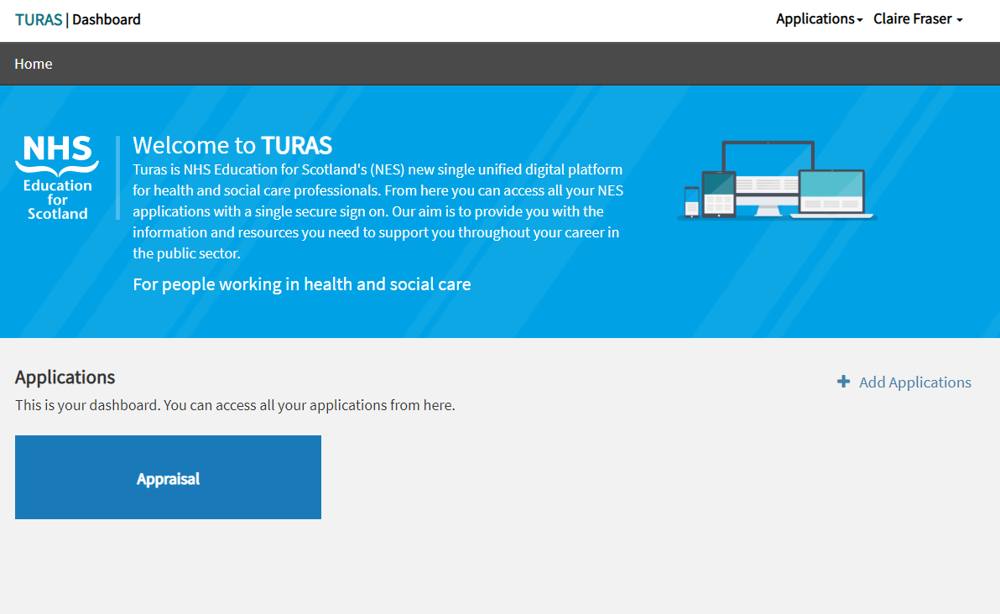 TURAS | Dashboard
Applications Claire Fraser
Home
NHS
Education
for
Scotland
Welcome to TURAS
Turas is NHS Education for Scotland's (NES) new single unified digital platform
for health and social care professionals. From here you can access all your NES
applications with a single secure sign on. Our aim is to provide you with the
information and resources you need to support you throughout your career in
the public sector.
For people working in health and social care
Applications
Add Applications
This is your dashboard. You can access all your applications from here.
Appraisal